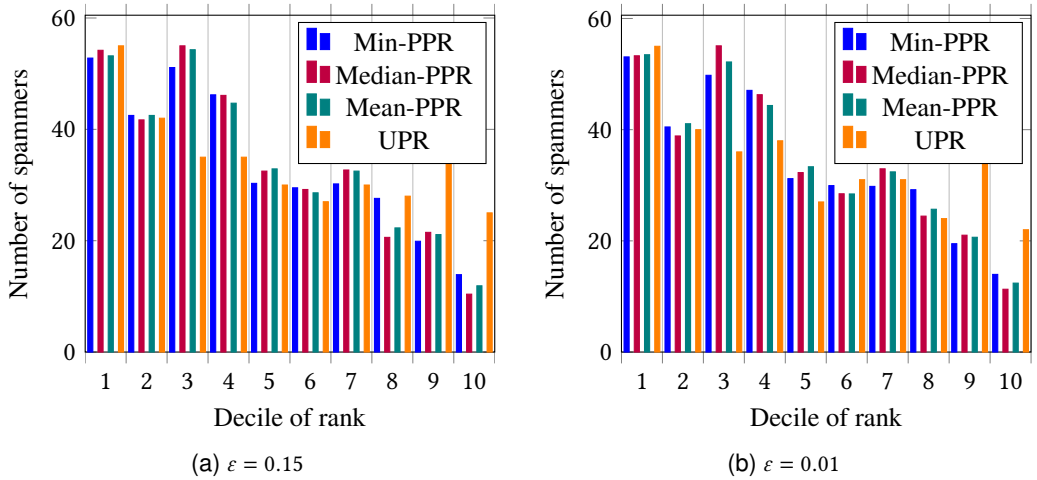 60
40
20
0
Number of spammers
Min-PPR
Median-PPR
Mean-PPR
UPR
1 2 3 4 5 6 7 8 9 10
Decile of rank
(a) ε = 0.15
60
40
20
0
Number of spammers
Min-PPR
Median-PPR
Mean-PPR
UPR
1 2 3 4 5 6 7 8 9 10
Decile of rank
(b) ε = 0.01